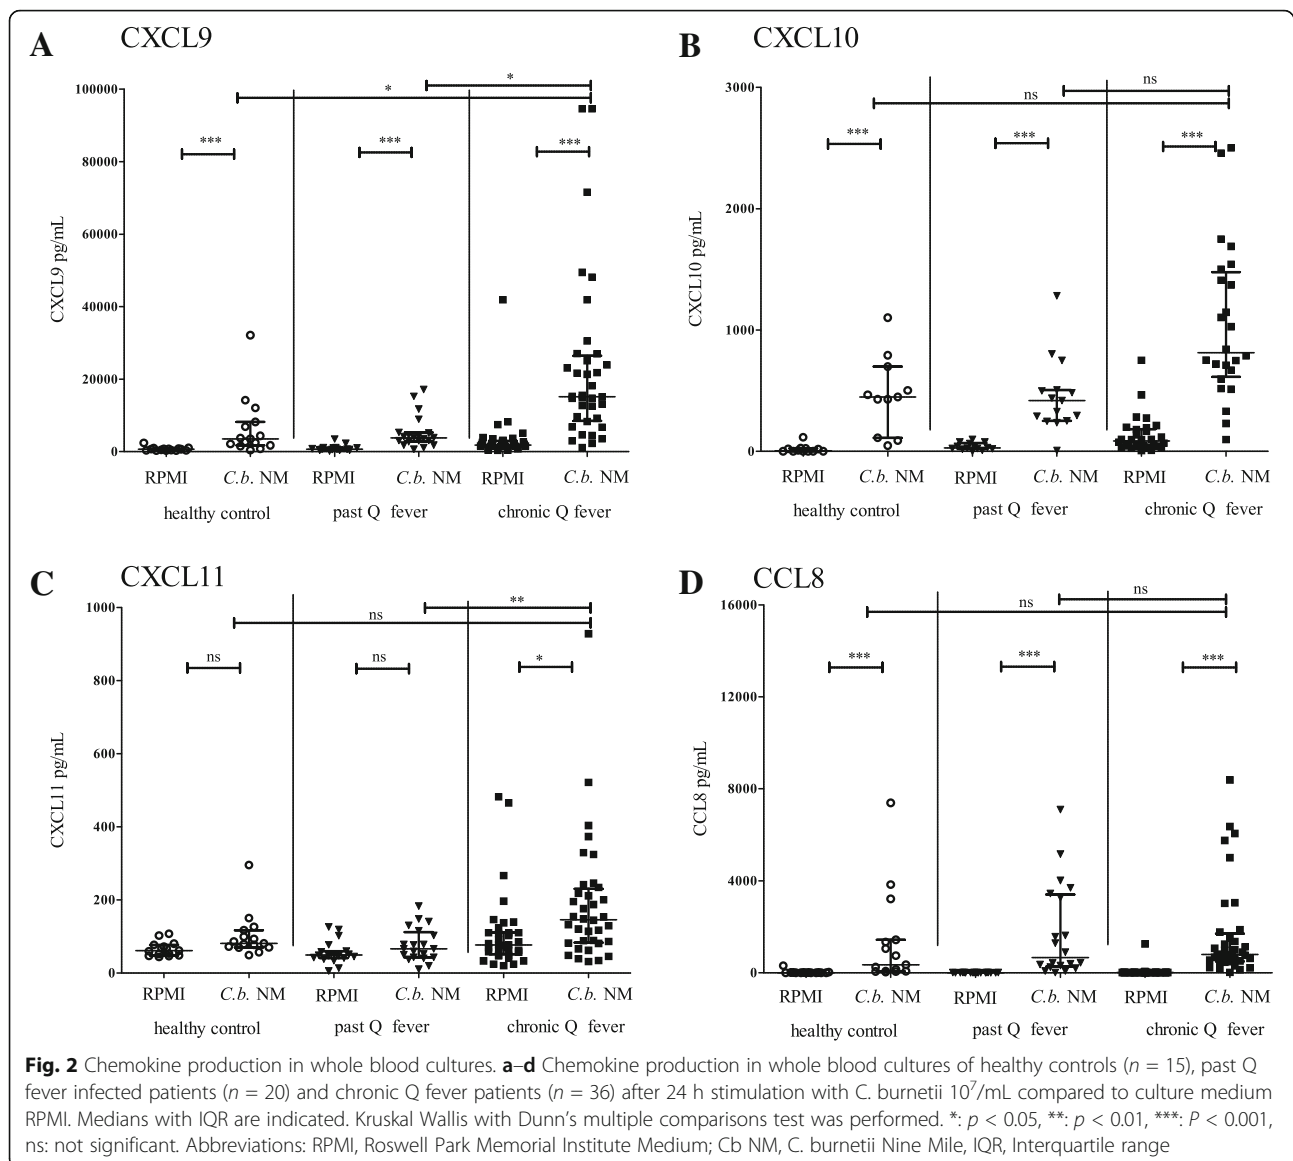 A CXCL9
* *
*** *** ***
100000
80000
60000
40000
20000
0
CXCL9 pg/mL
RPMI C.b. NM RPMI C.b. NM RPMI C.b. NM
healthy control past Q fever chronic Q fever
B CXCL10
ns ns
*** *** ***
3000
2000
1000
0
CXCL10 pg/mL
RPMI C.b. NM RPMI C.b. NM RPMI C.b. NM
healthy control past Q fever chronic Q fever
C CXCL11
ns **
ns ns *
1000
800
600
400
200
0
CXCL11 pg/mL
RPMI C.b. NM RPMI C.b. NM RPMI C.b. NM
healthy control past Q fever chronic Q fever
D CCL8
ns ns
*** *** ***
16000
12000
8000
4000
0
CCL8 pg/mL
RPMI C.b. NM RPMI C.b. NM RPMI C.b. NM
healthy control past Q fever chronic Q fever
Fig. 2 Chemokine production in whole blood cultures. a–d Chemokine production in whole blood cultures of healthy controls (n = 15), past Q
fever infected patients (n = 20) and chronic Q fever patients (n = 36) after 24 h stimulation with C. burnetii 10⁷/mL compared to culture medium
RPMI. Medians with IQR are indicated. Kruskal Wallis with Dunn's multiple comparisons test was performed. *: p < 0.05, **: p < 0.01, ***: P < 0.001,
ns: not significant. Abbreviations: RPMI, Roswell Park Memorial Institute Medium; Cb NM, C. burnetii Nine Mile, IQR, Interquartile range